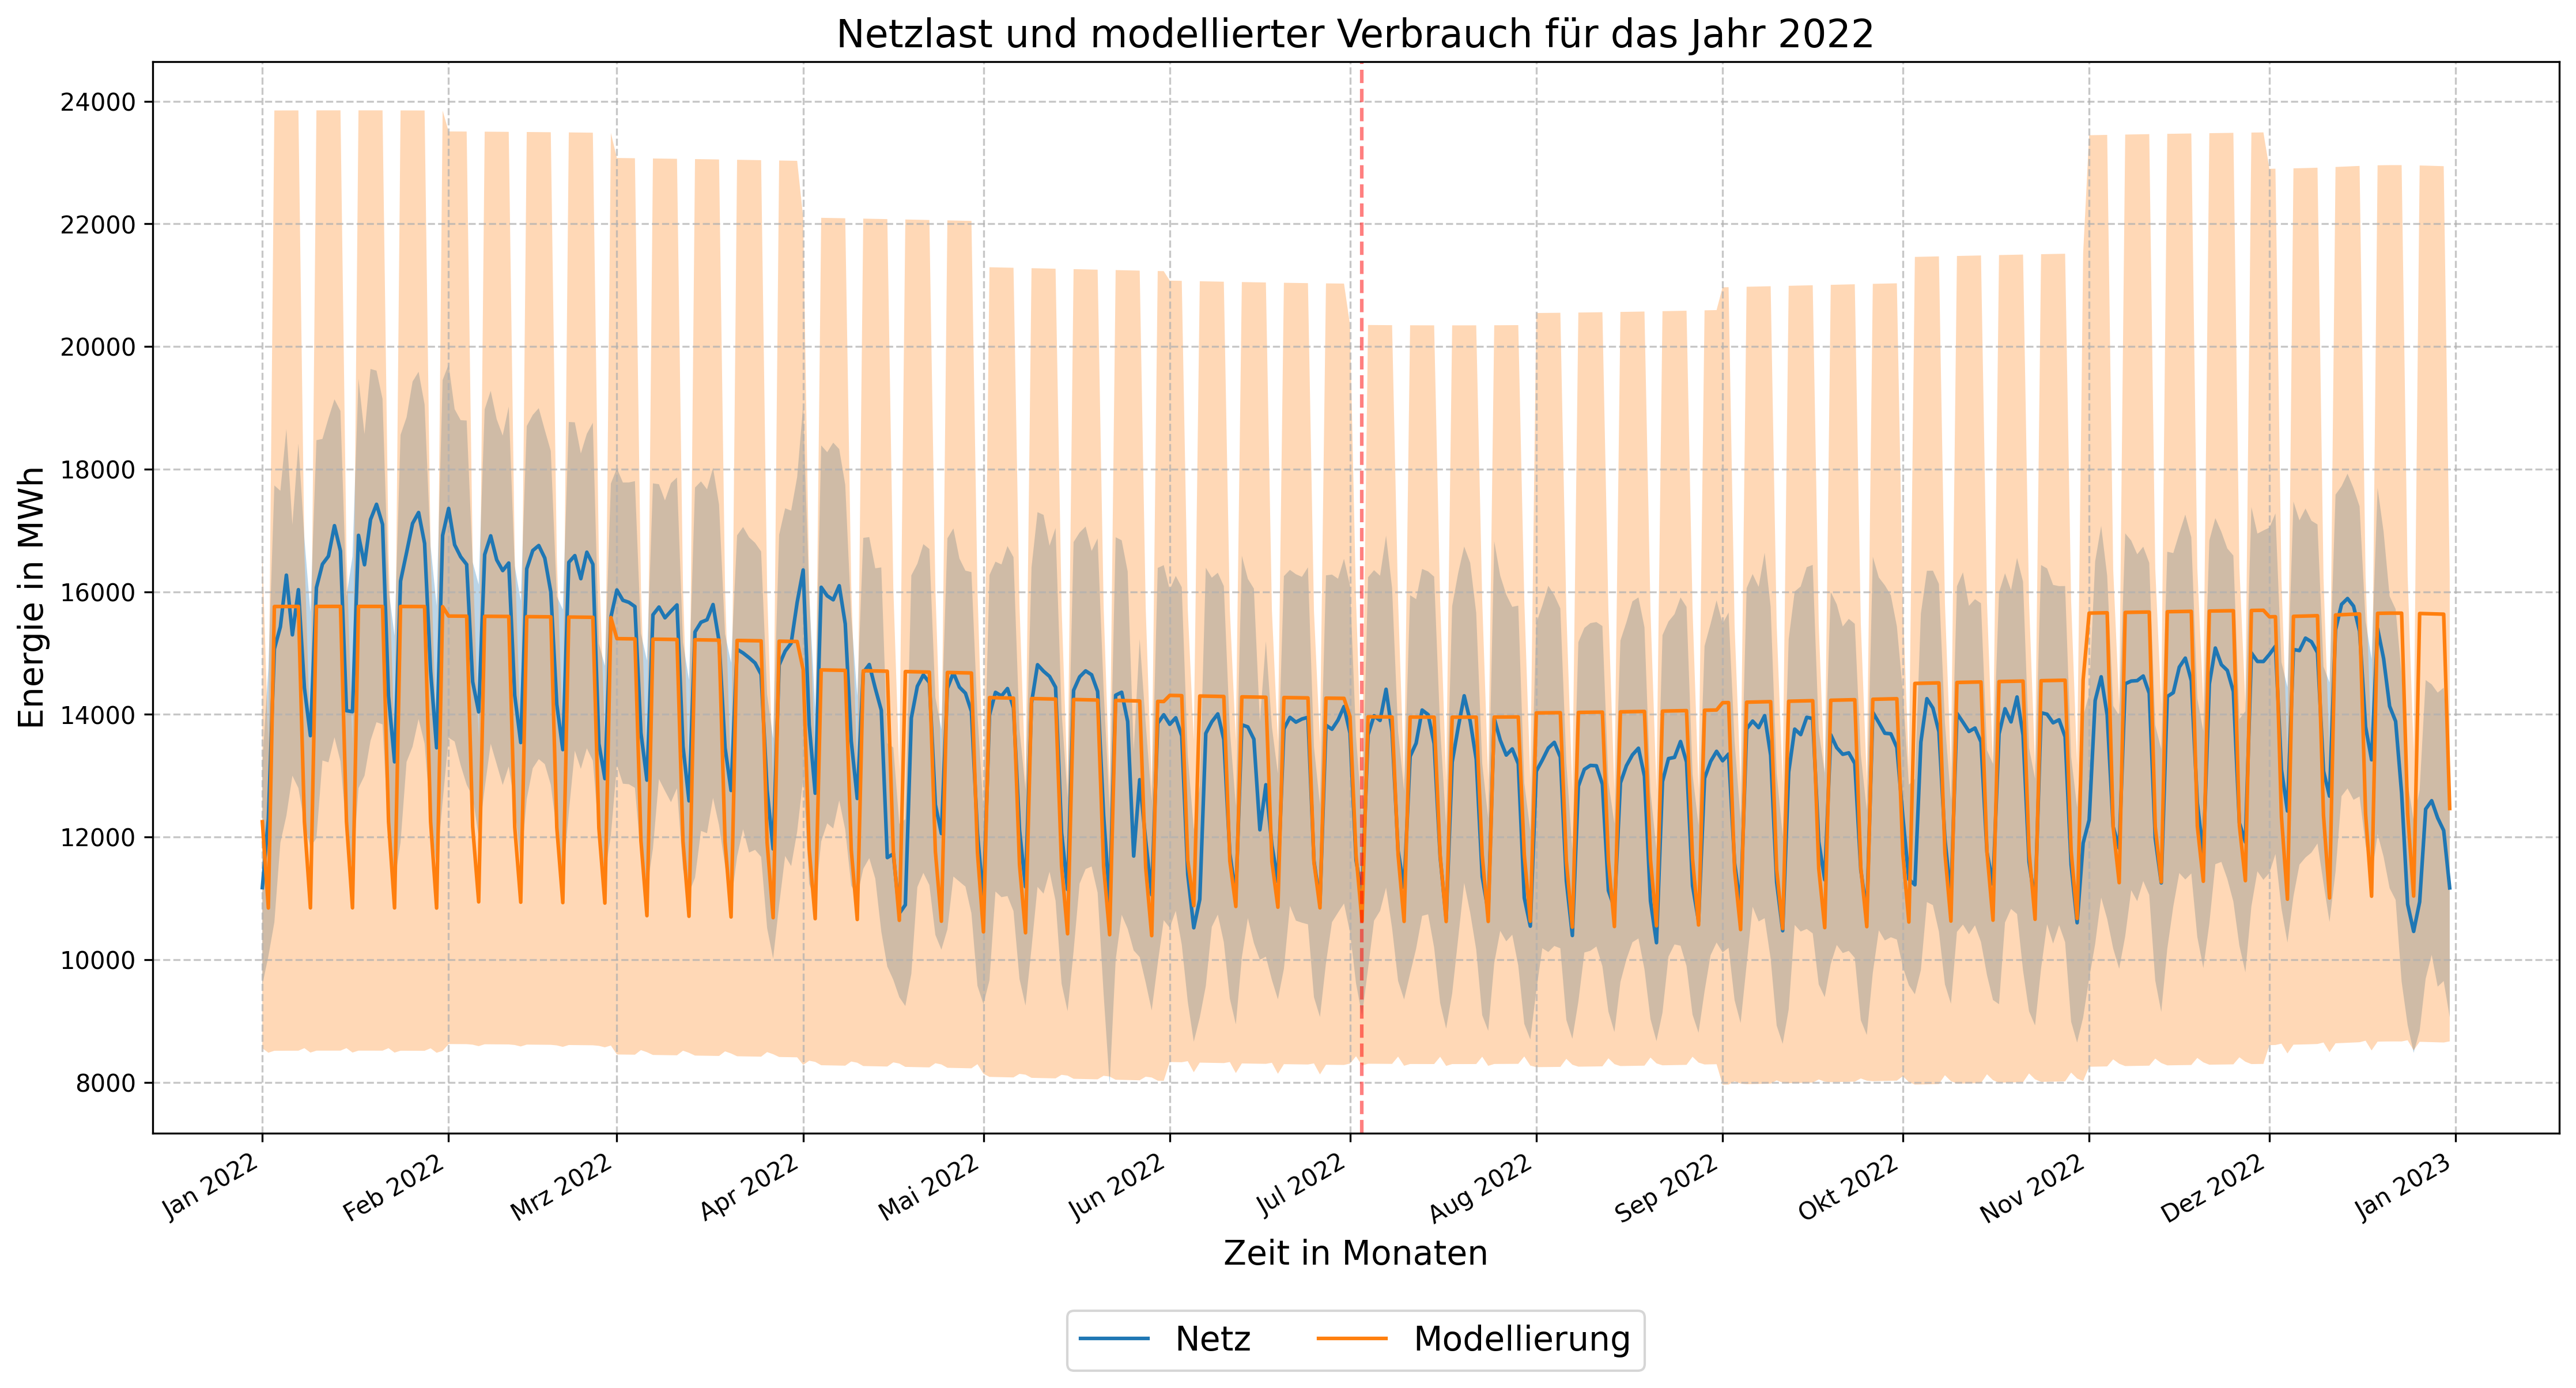 Netzlast und modellierter Verbrauch für das Jahr 2022
Energie in MWh
24000
22000
20000
18000
16000
14000
12000
10000
8000
Jan 2022
Feb 2022
Mrz 2022
Apr 2022
Mai 2022
Jun 2022
Jul 2022
Aug 2022
Sep 2022
Okt 2022
Nov 2022
Dez 2022
Jan 2023
Zeit in Monaten
Netz
Modellierung